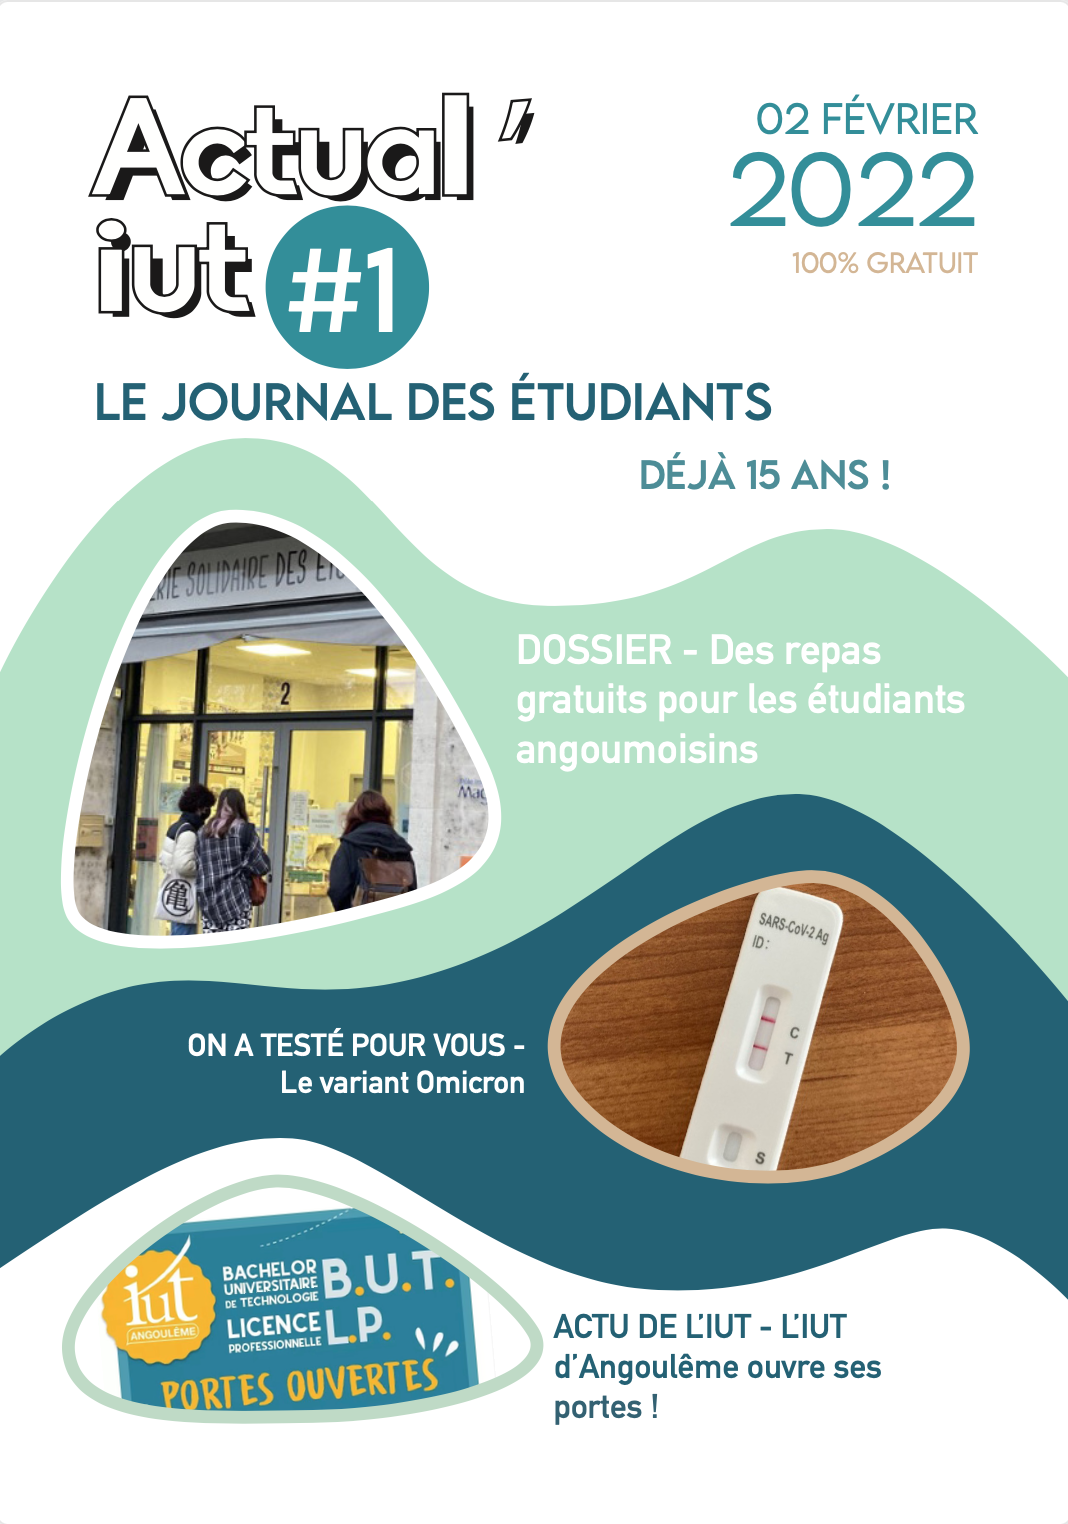 Actual '
iut #1
02 FÉVRIER
2022
100% GRATUIT
LE JOURNAL DES ÉTUDIANTS
DÉJÀ 15 ANS !
SOLIDAIRE DES
2
DOSSIER - Des repas
gratuits pour les étudiants
angoumoisins
亀
SARS-CoV-2 Ag
ID:
C
T
S
ON A TESTÉ POUR VOUS -
Le variant Omicron
iut
ANGOULÊME
BACHELOR
UNIVERSITAIRE
DE TECHNOLOGIE
B.U.T.
LICENCE
PROFESSIONNELLE
L.P.
PORTES OUVERTES
ACTU DE L'IUT - L'IUT
d'Angoulême ouvre ses
portes !